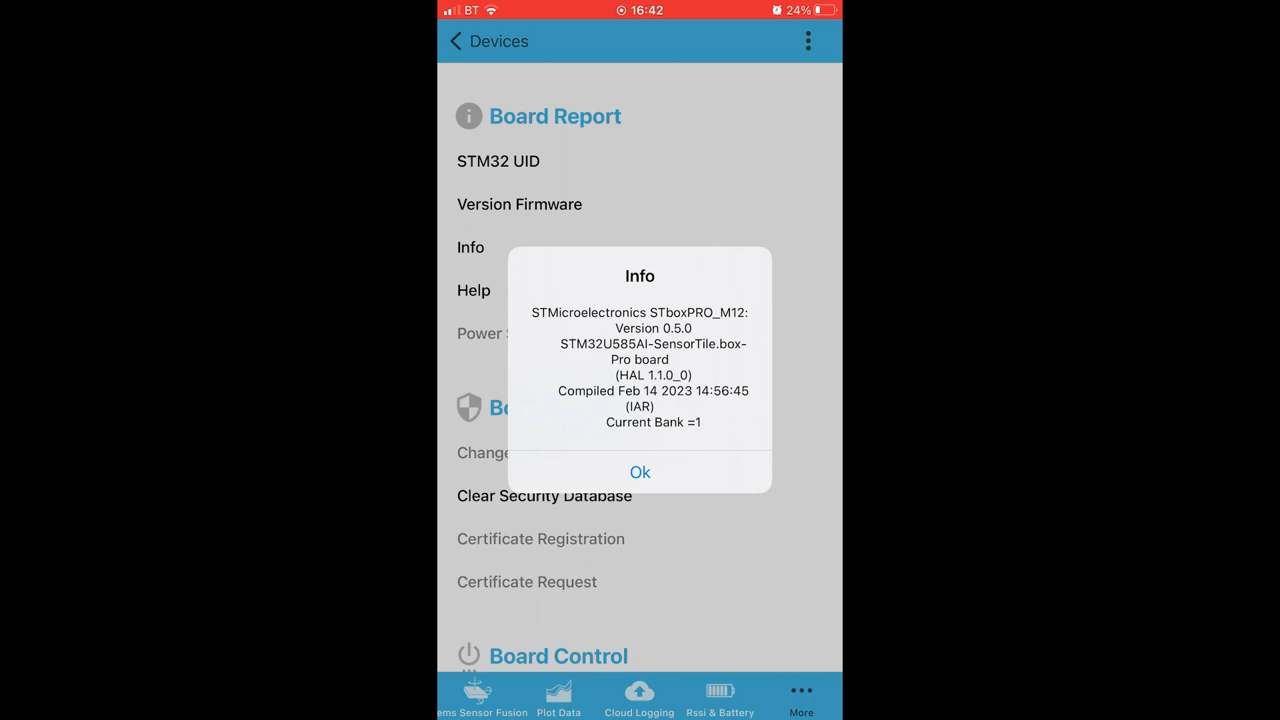 BT 16:42 24%
Devices
Board Report
STM32 UID
Version Firmware
Info
Help
Power
Info
STMicroelectronics STboxPRO_M12:
Version 0.5.0
STM32U585AI-SensorTile.box-
Pro board
(HAL 1.1.0_0)
Compiled Feb 14 2023 14:56:45
(IAR)
Current Bank =1
Ok
Change
Clear Security Database
Certificate Registration
Certificate Request
Board Control
ems Sensor Fusion Plot Data Cloud Logging Rssi & Battery More